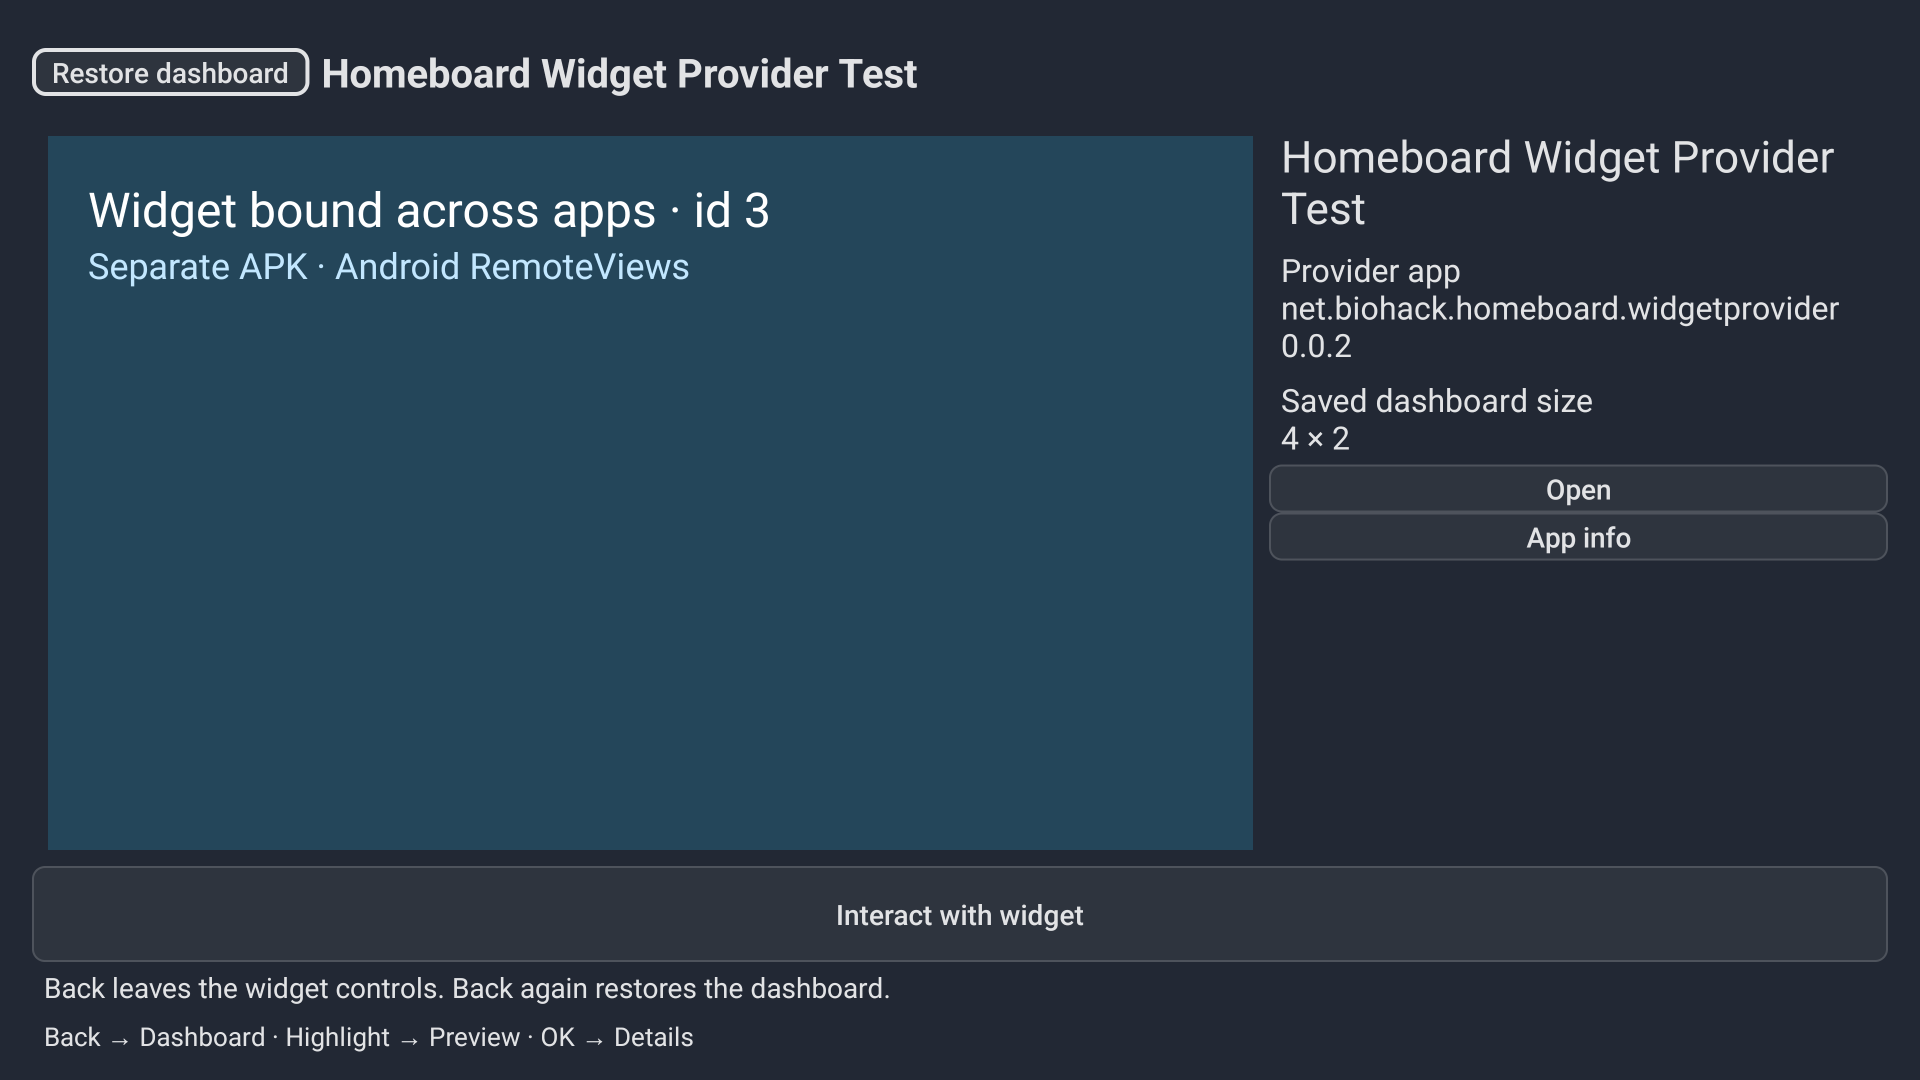 Restore dashboard
Homeboard Widget Provider Test
Widget bound across apps · id 3
Separate APK · Android RemoteViews
Homeboard Widget Provider
Test
Provider app
net.biohack.homeboard.widgetprovider
0.0.2
Saved dashboard size
4 × 2
Open
App info
Interact with widget
Back leaves the widget controls. Back again restores the dashboard.
Back → Dashboard · Highlight → Preview · OK → Details